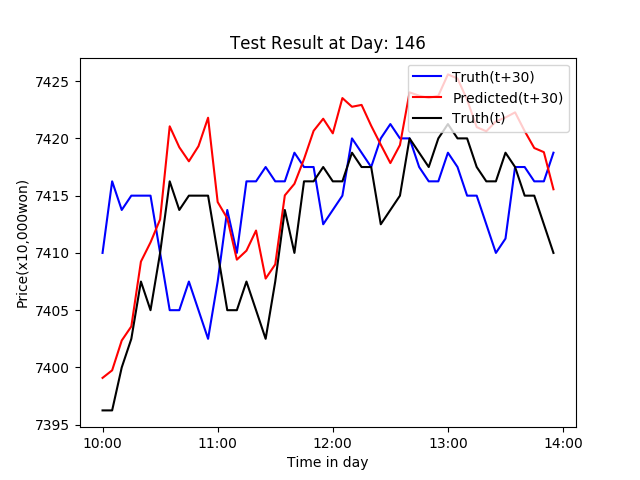 Test Result at Day: 146
Truth(t+30)
Predicted(t+30)
Truth(t)
Price(x10,000won)
7425
7420
7415
7410
7405
7400
7395
10:00 11:00 12:00 13:00 14:00
Time in day